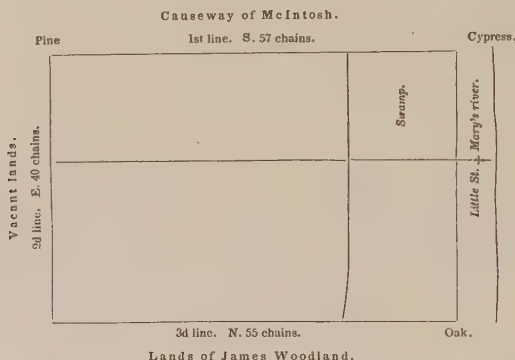 Causeway of McIntosh.
Pine
1st line. S. 57 chains.
Cypress.
Vacant lands.
2d line. E. 40 chains.
Swamp.
Little St. Mary's river.
3d line. N. 55 chains.
Oak.
Lands of James Woodland.